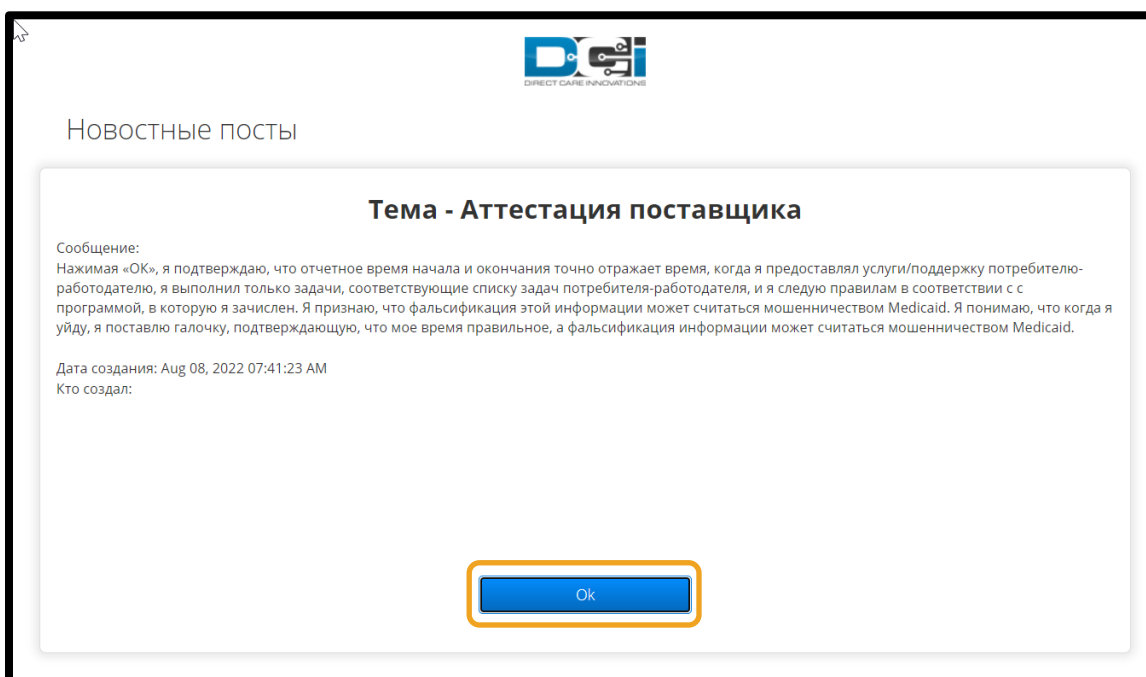 DCi
DIRECT CARE INNOVATIONS
Новостные посты
Тема - Аттестация поставщика
Сообщение:
Нажимая «ОК», я подтверждаю, что отчетное время начала и окончания точно отражает время, когда я предоставлял услуги/поддержку потребителю-
работодателю, я выполнил только задачи, соответствующие списку задач потребителя-работодателя, и я следую правилам в соответствии с с
программой, в которую я зачислен. Я признаю, что фальсификация этой информации может считаться мошенничеством Medicaid. Я понимаю, что когда я
уйду, я поставлю галочку, подтверждающую, что мое время правильное, а фальсификация информации может считаться мошенничеством Medicaid.
Дата создания: Aug 08, 2022 07:41:23 AM
Кто создал:
Ok